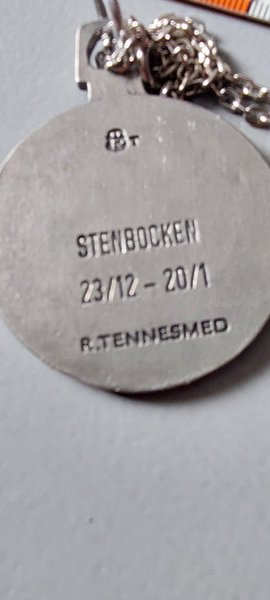 T
STENBOCKEN
23/12 - 20/1
R.TENNESMED